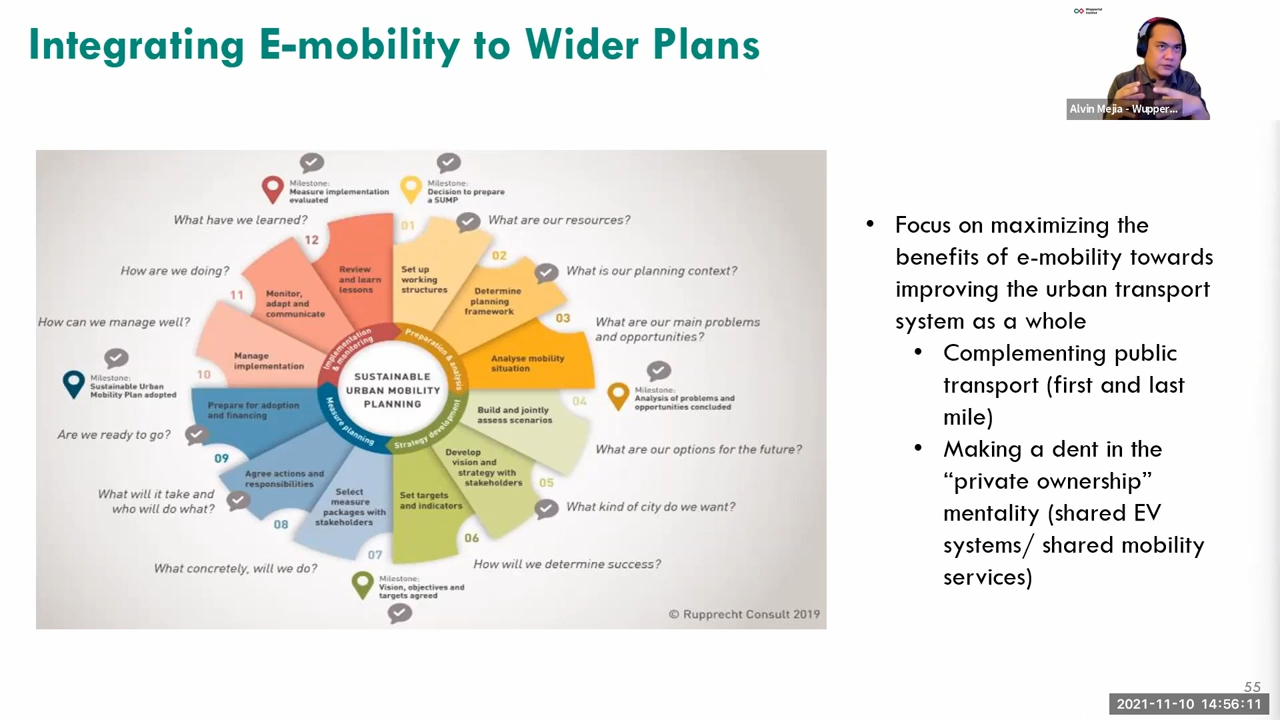 Integrating E-mobility to Wider Plans
Wuppertal
Institut
Alvin Mejia - Wupper...
Milestone:
Measure implementation
evaluated
Milestone:
Decision to prepare
a SUMP
What have we learned?
What are our resources?
12
01
02
How are we doing?
What is our planning context?
Review
and learn
lessons
Set up
working
structures
11
Monitor,
adapt and
communicate
Determine
planning
framework
03
How can we manage well?
What are our main problems
and opportunities?
Implementation
& monitoring
Preparation & analysis
Manage
implementation
Analyse mobility
situation
10
SUSTAINABLE
URBAN MOBILITY
PLANNING
Milestone:
Sustainable Urban
Mobility Plan adopted
Milestone:
Analysis of problems and
opportunities concluded
04
Prepare for adoption
and financing
Build and jointly
assess scenarios
Measure planning
Strategy development
Are we ready to go?
What are our options for the future?
09
Agree actions and
responsibilities
Develop
vision and
strategy with
stakeholders
05
What will it take and
who will do what?
What kind of city do we want?
Select
measure
packages with
stakeholders
Set targets
and indicators
08
07
06
What concretely, will we do?
How will we determine success?
Milestone:
Vision, objectives and
targets agreed
© Rupprecht Consult 2019
• Focus on maximizing the
benefits of e-mobility towards
improving the urban transport
system as a whole
• Complementing public
transport (first and last
mile)
• Making a dent in the
“private ownership”
mentality (shared EV
systems/ shared mobility
services)
55
2021-11-10 14:56:11